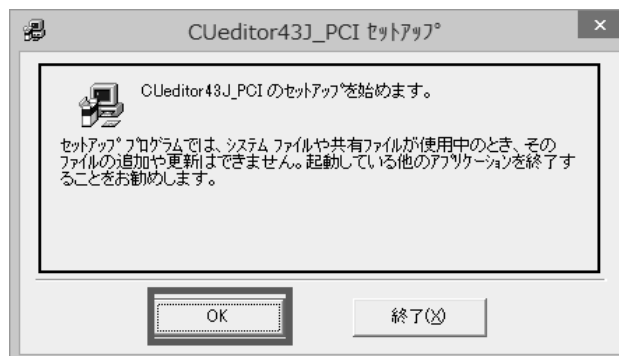 CUeditor43J_PCI ｾｯﾄｱｯﾌﾟ
CUeditor43J_PCI のｾｯﾄｱｯﾌﾟを始めます。
ｾｯﾄｱｯﾌﾟ ﾌﾟﾛｸﾞﾗﾑでは、ｼｽﾃﾑ ﾌｧｲﾙや共有ﾌｧｲﾙが使用中のとき、その
ﾌｧｲﾙの追加や更新はできません。起動している他のｱﾌﾟﾘｹｰｼｮﾝを終了す
ることをお勧めします。
OK
終了(X)